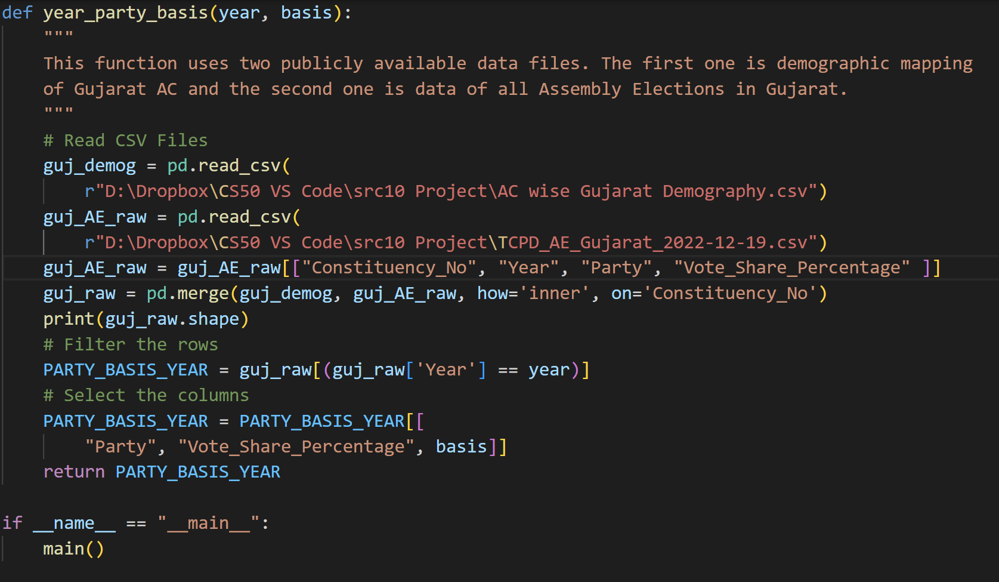 def year_party_basis(year, basis):
    """
    This function uses two publicly available data files. The first one is demographic mapping
    of Gujarat AC and the second one is data of all Assembly Elections in Gujarat.
    """
    # Read CSV Files
    guj_demog = pd.read_csv(
        r"D:\Dropbox\CS50 VS Code\src10 Project\AC wise Gujarat Demography.csv")
    guj_AE_raw = pd.read_csv(
        r"D:\Dropbox\CS50 VS Code\src10 Project\TCPD_AE_Gujarat_2022-12-19.csv")
    guj_AE_raw = guj_AE_raw[["Constituency_No", "Year", "Party", "Vote_Share_Percentage" ]]
    guj_raw = pd.merge(guj_demog, guj_AE_raw, how='inner', on='Constituency_No')
    print(guj_raw.shape)
    # Filter the rows
    PARTY_BASIS_YEAR = guj_raw[(guj_raw['Year'] == year)]
    # Select the columns
    PARTY_BASIS_YEAR = PARTY_BASIS_YEAR[[
        "Party", "Vote_Share_Percentage", basis]]
    return PARTY_BASIS_YEAR
if __name__ == "__main__":
    main()